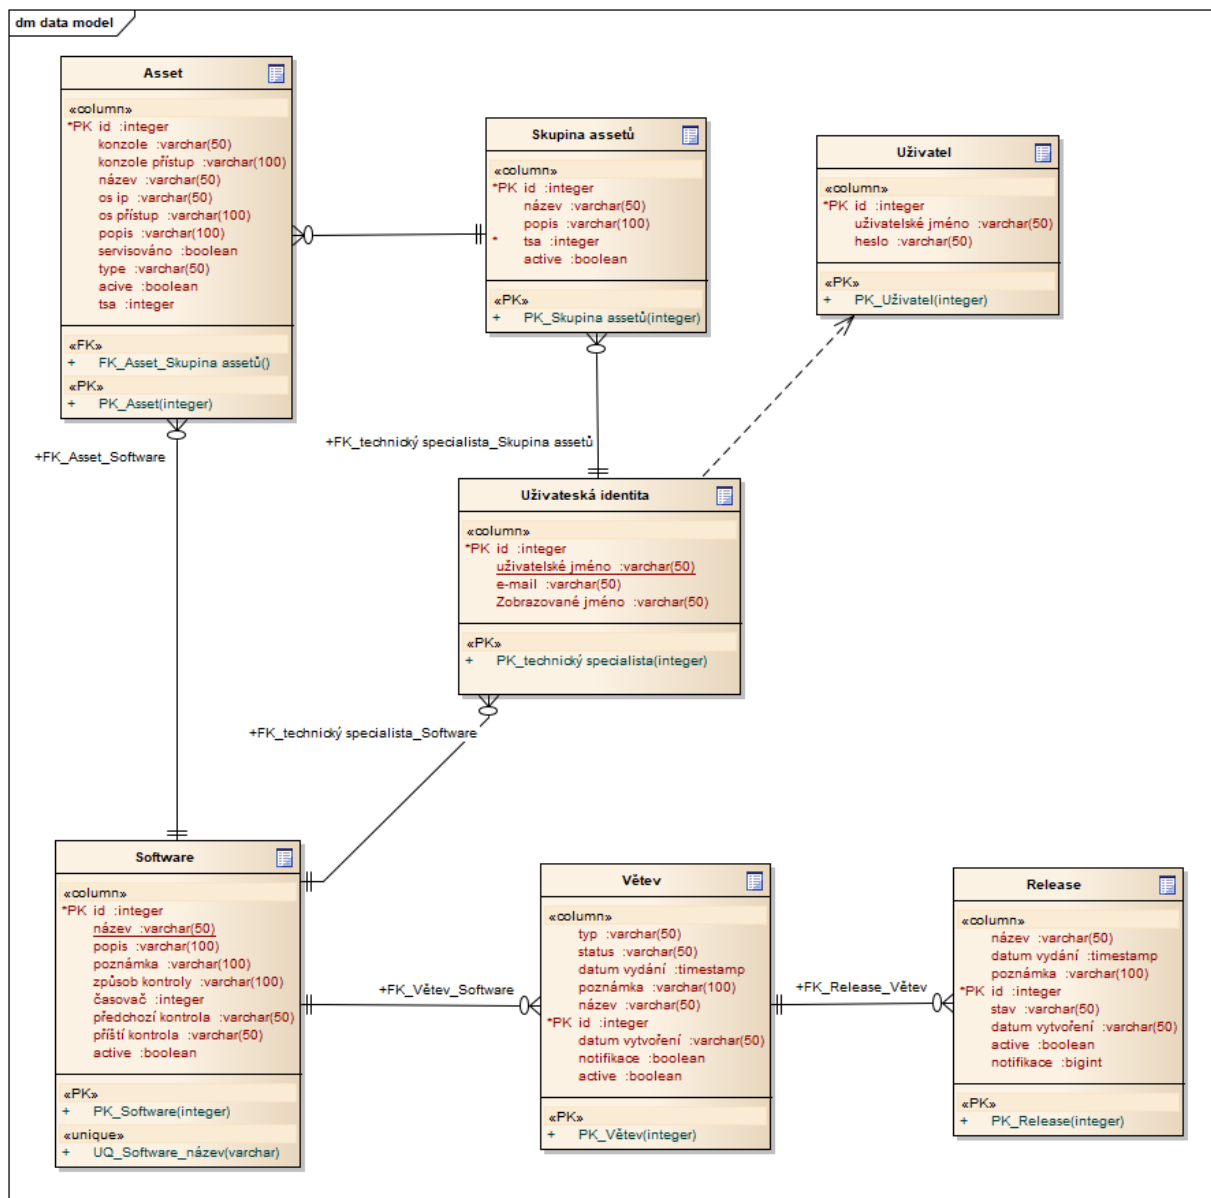 dm data model
Asset
«column»
*PK id :integer
konzole :varchar(50)
konzole přístup :varchar(100)
název :varchar(50)
os ip :varchar(50)
os přístup :varchar(100)
popis :varchar(100)
servisováno :boolean
type :varchar(50)
acive :boolean
tsa :integer
«FK»
+ FK_Asset_Skupina assetů()
«PK»
+ PK_Asset(integer)
Skupina assetů
«column»
*PK id :integer
název :varchar(50)
popis :varchar(100)
* tsa :integer
active :boolean
«PK»
+ PK_Skupina assetů(integer)
Uživatel
«column»
*PK id :integer
uživatelské jméno :varchar(50)
heslo :varchar(50)
«PK»
+ PK_Uživatel(integer)
+FK_technický specialista_Skupina assetů
+FK_Asset_Software
Uživateská identita
«column»
*PK id :integer
uživatelské jméno :varchar(50)
e-mail :varchar(50)
Zobrazované jméno :varchar(50)
«PK»
+ PK_technický specialista(integer)
+FK_technický specialista_Software
Software
«column»
*PK id :integer
název :varchar(50)
popis :varchar(100)
poznámka :varchar(100)
způsob kontroly :varchar(100)
časovač :integer
předchozí kontrola :varchar(50)
příští kontrola :varchar(50)
active :boolean
«PK»
+ PK_Software(integer)
«unique»
+ UQ_Software_název(varchar)
+FK_Větev_Software
Větev
«column»
typ :varchar(50)
status :varchar(50)
datum vydání :timestamp
poznámka :varchar(100)
název :varchar(50)
*PK id :integer
datum vytvoření :varchar(50)
notifikace :boolean
active :boolean
«PK»
+ PK_Větev(integer)
+FK_Release_Větev
Release
«column»
název :varchar(50)
datum vydání :timestamp
poznámka :varchar(100)
*PK id :integer
stav :varchar(50)
datum vytvoření :varchar(50)
active :boolean
notifikace :bigint
«PK»
+ PK_Release(integer)